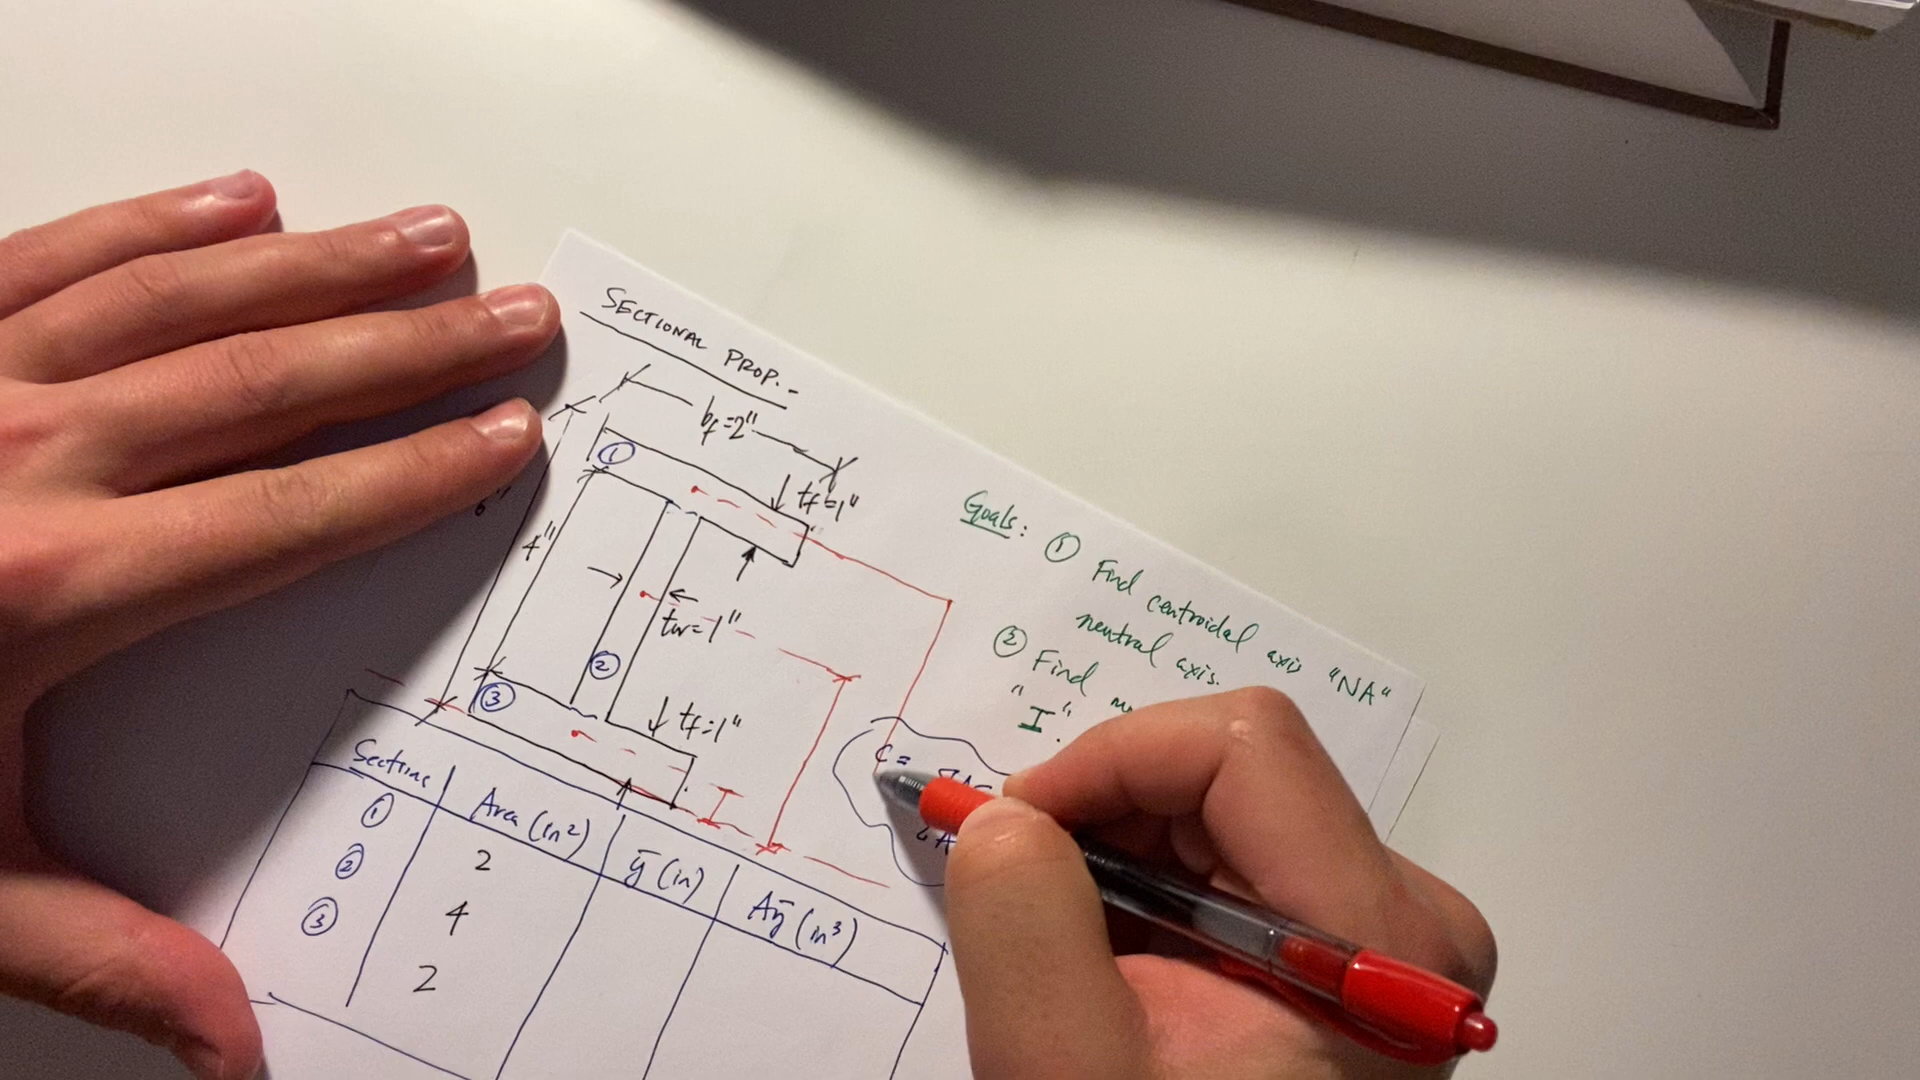 SECTIONAL PROP.-
bf=2"
①
tf=1"
6"
4"
tw=1"
②
③
tf=1"
Goals: ① Find centroidal axis "NA"
neutral axis.
② Find
"I".
C =
Section
Area (in²)
ȳ (in)
Aȳ (in³)
① 2
② 4
③ 2